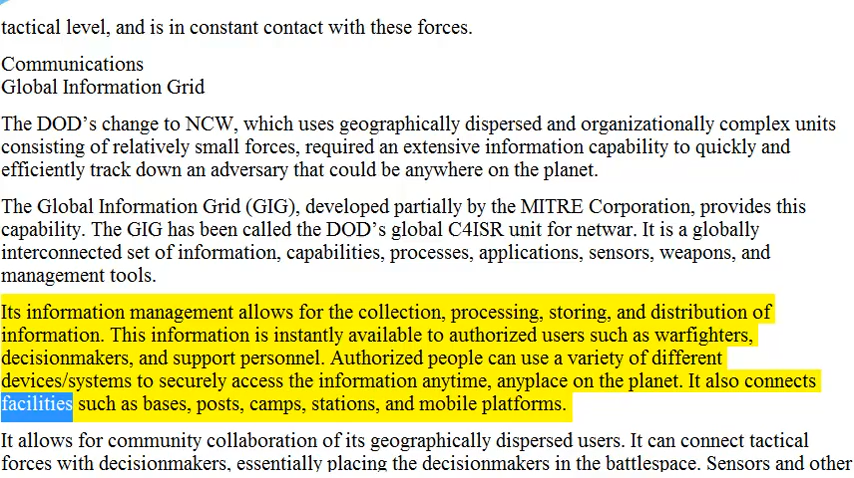 tactical level, and is in constant contact with these forces.
Communications
Global Information Grid
The DOD’s change to NCW, which uses geographically dispersed and organizationally complex units
consisting of relatively small forces, required an extensive information capability to quickly and
efficiently track down an adversary that could be anywhere on the planet.
The Global Information Grid (GIG), developed partially by the MITRE Corporation, provides this
capability. The GIG has been called the DOD’s global C4ISR unit for netwar. It is a globally
interconnected set of information, capabilities, processes, applications, sensors, weapons, and
management tools.
Its information management allows for the collection, processing, storing, and distribution of
information. This information is instantly available to authorized users such as warfighters,
decisionmakers, and support personnel. Authorized people can use a variety of different
devices/systems to securely access the information anytime, anyplace on the planet. It also connects
facilities such as bases, posts, camps, stations, and mobile platforms.
It allows for community collaboration of its geographically dispersed users. It can connect tactical
forces with decisionmakers, essentially placing the decisionmakers in the battlespace. Sensors and other